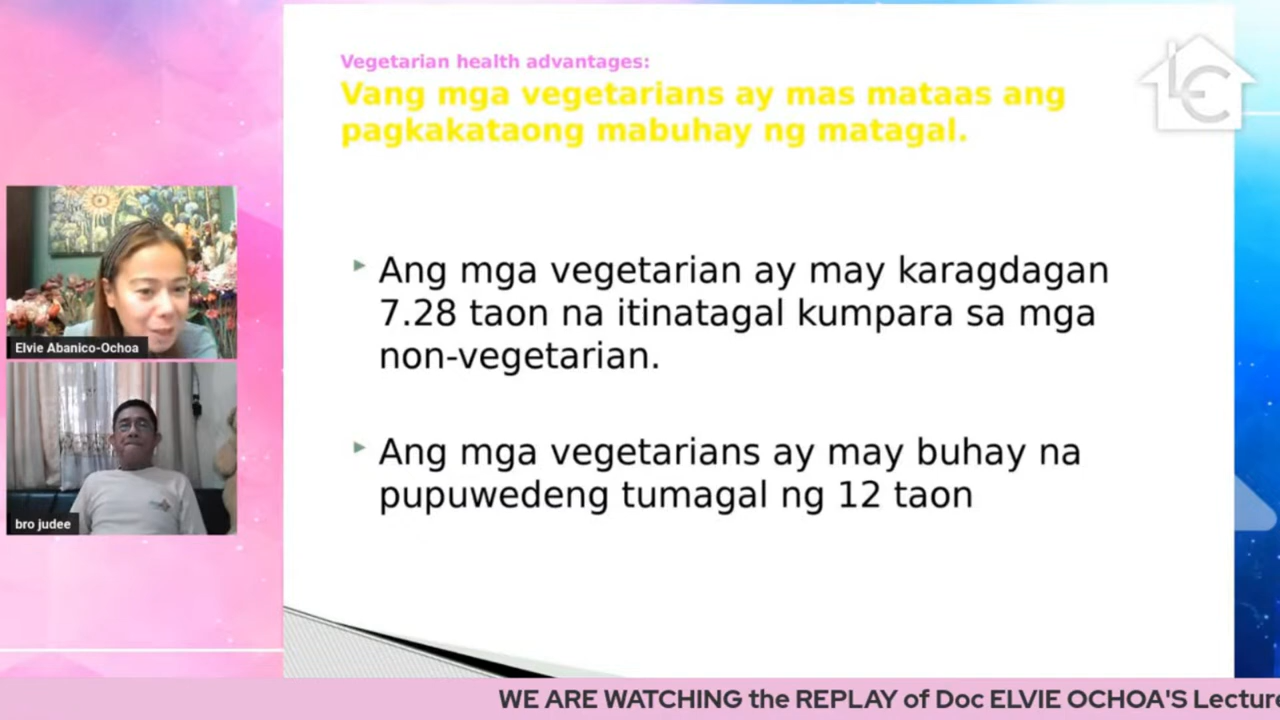 Vegetarian health advantages:
Vang mga vegetarians ay mas mataas ang
pagkakataong mabuhay ng matagal.
LEC
Ang mga vegetarian ay may karagdagan
7.28 taon na itinatagal kumpara sa mga
non-vegetarian.
Ang mga vegetarians ay may buhay na
pupuwedeng tumagal ng 12 taon
Elvie Abanico-Ochoa
bro judee
WE ARE WATCHING the REPLAY of Doc ELVIE OCHOA'S Lecture